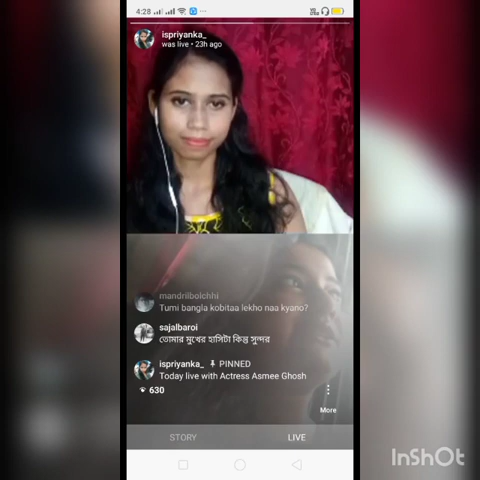 4:28
ispriyanka_
was live • 23h ago
mandriibolchhi
Tumi bangla kobitaa lekho naa kyano?
sajalbaroi
তোমার মুখের হাসিটা কিন্তু সুন্দর
ispriyanka_ PINNED
Today live with Actress Asmee Ghosh
630
More
STORY LIVE
InShOt